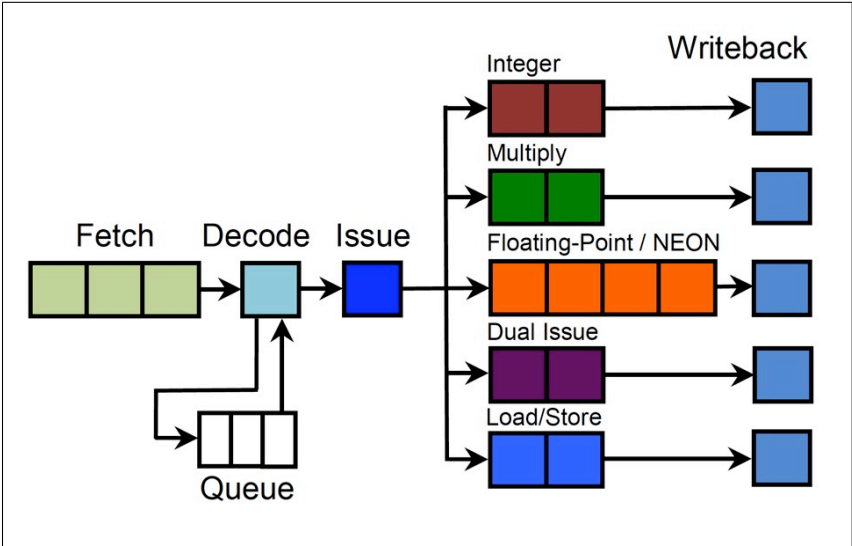 Writeback
Integer
Multiply
Fetch
Decode
Issue
Floating-Point / NEON
Dual Issue
Load/Store
Queue